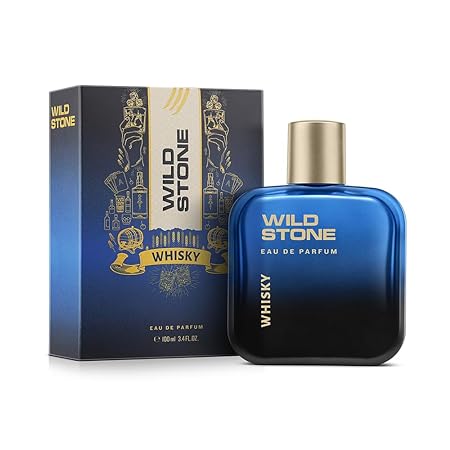 WILD
STONE
WILD
STONE
WHISKY
EAU DE PARFUM
℮ 100ml 3.4FL.OZ.
WILD
STONE
EAU DE PARFUM
WHISKY